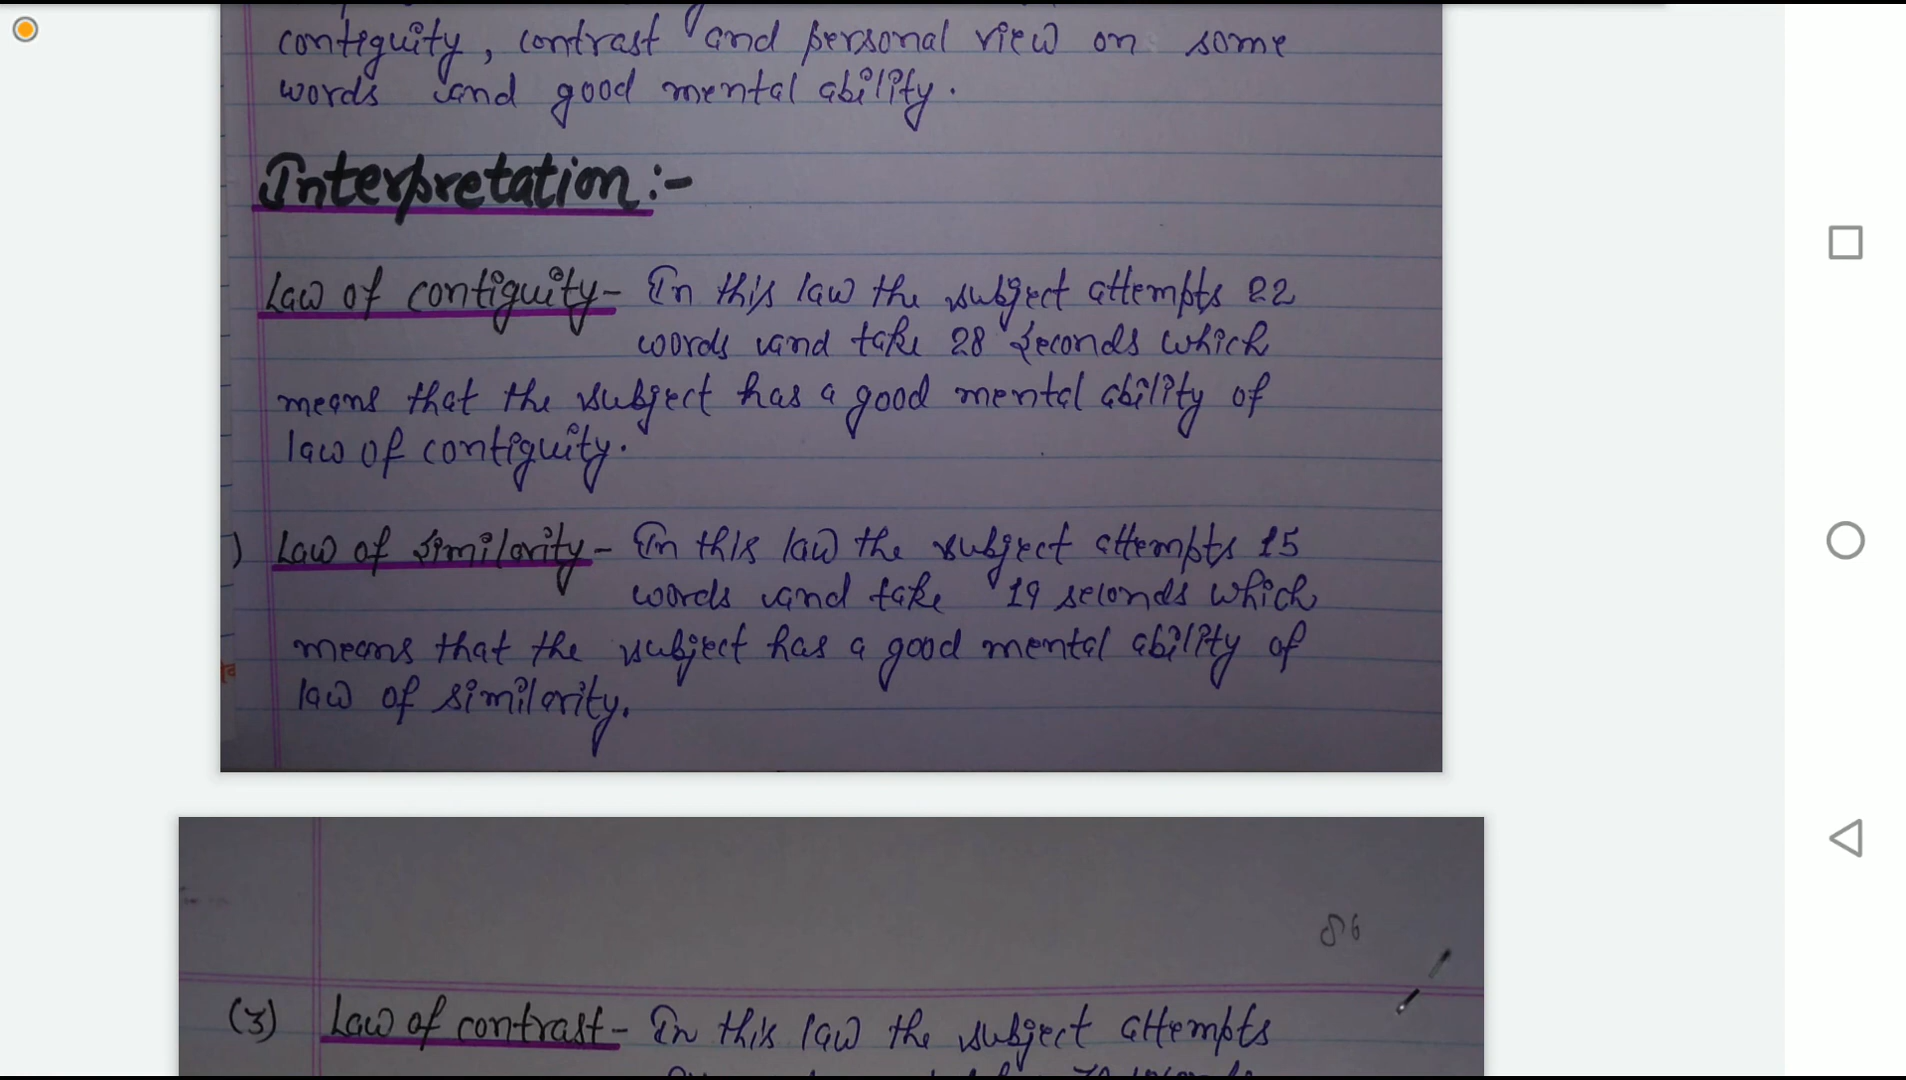 contiguity, contrast and personal view on some
words and good mental ability.
Interpretation:-
Law of contiguity- In this law the subject attempts 22
words and take 28 seconds which
means that the subject has a good mental ability of
law of contiguity.
) Law of similarity- In this law the subject attempts 15
words and take 19 seconds which
means that the subject has a good mental ability of
law of similarity.
86
(3) Law of contrast- In this law the subject attempts